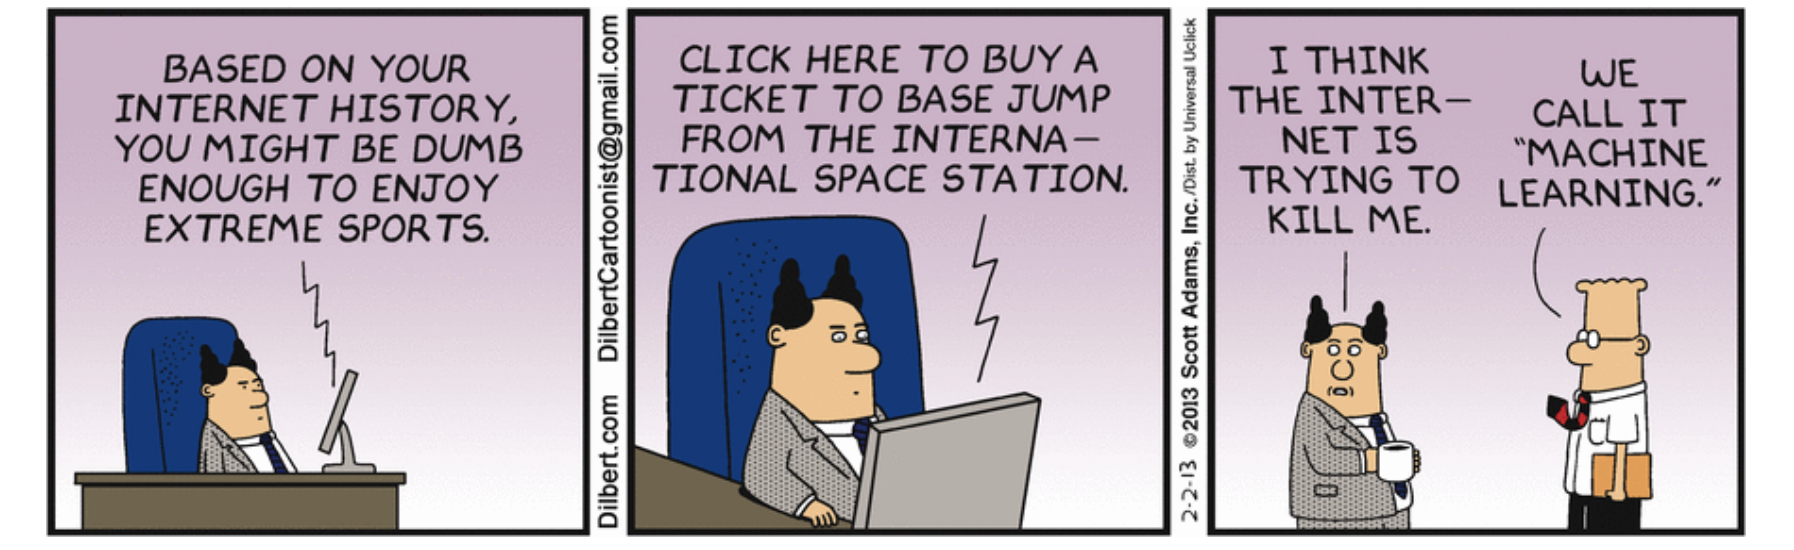 BASED ON YOUR
INTERNET HISTORY,
YOU MIGHT BE DUMB
ENOUGH TO ENJOY
EXTREME SPORTS.
Dilbert.com DilbertCartoonist@gmail.com
CLICK HERE TO BUY A
TICKET TO BASE JUMP
FROM THE INTERNA-
TIONAL SPACE STATION.
2-2-13 ©2013 Scott Adams, Inc. /Dist. by Universal Uclick
I THINK
THE INTER-
NET IS
TRYING TO
KILL ME.
WE
CALL IT
"MACHINE
LEARNING."